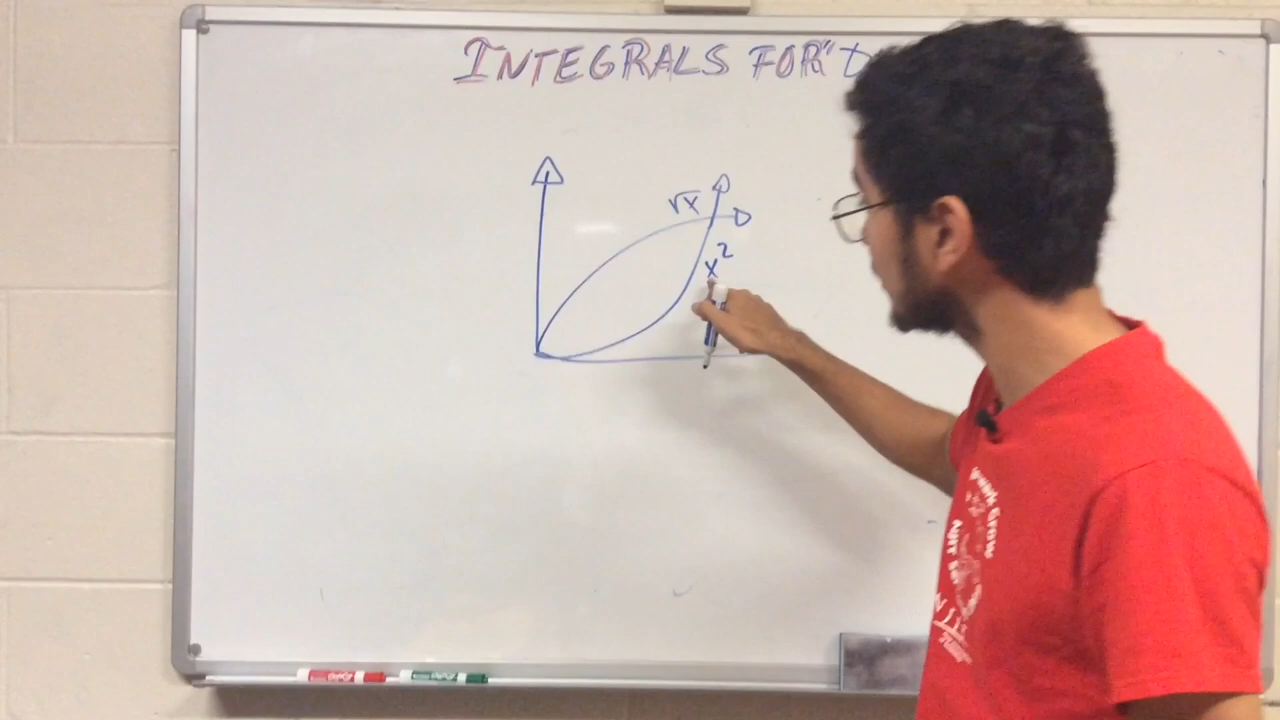 INTEGRALS FOR "D
√x
x²